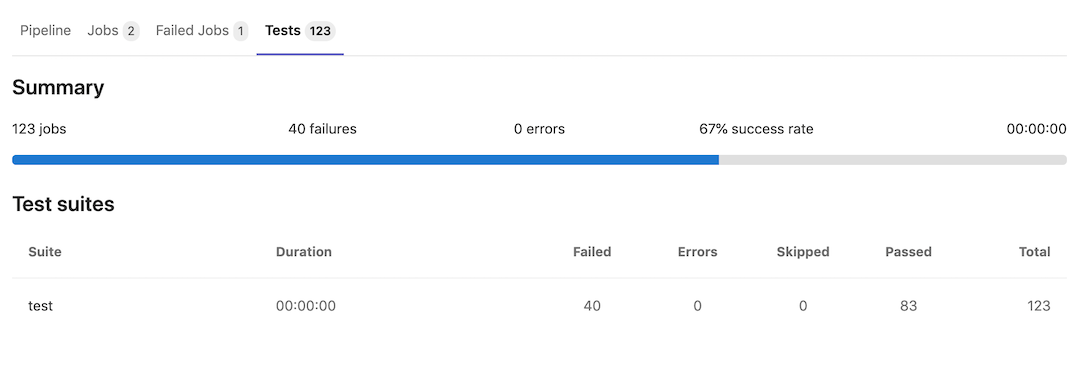 Pipeline Jobs 2 Failed Jobs 1 Tests 123
Summary
123 jobs 40 failures 0 errors 67% success rate 00:00:00
Test suites
Suite Duration Failed Errors Skipped Passed Total
test 00:00:00 40 0 0 83 123